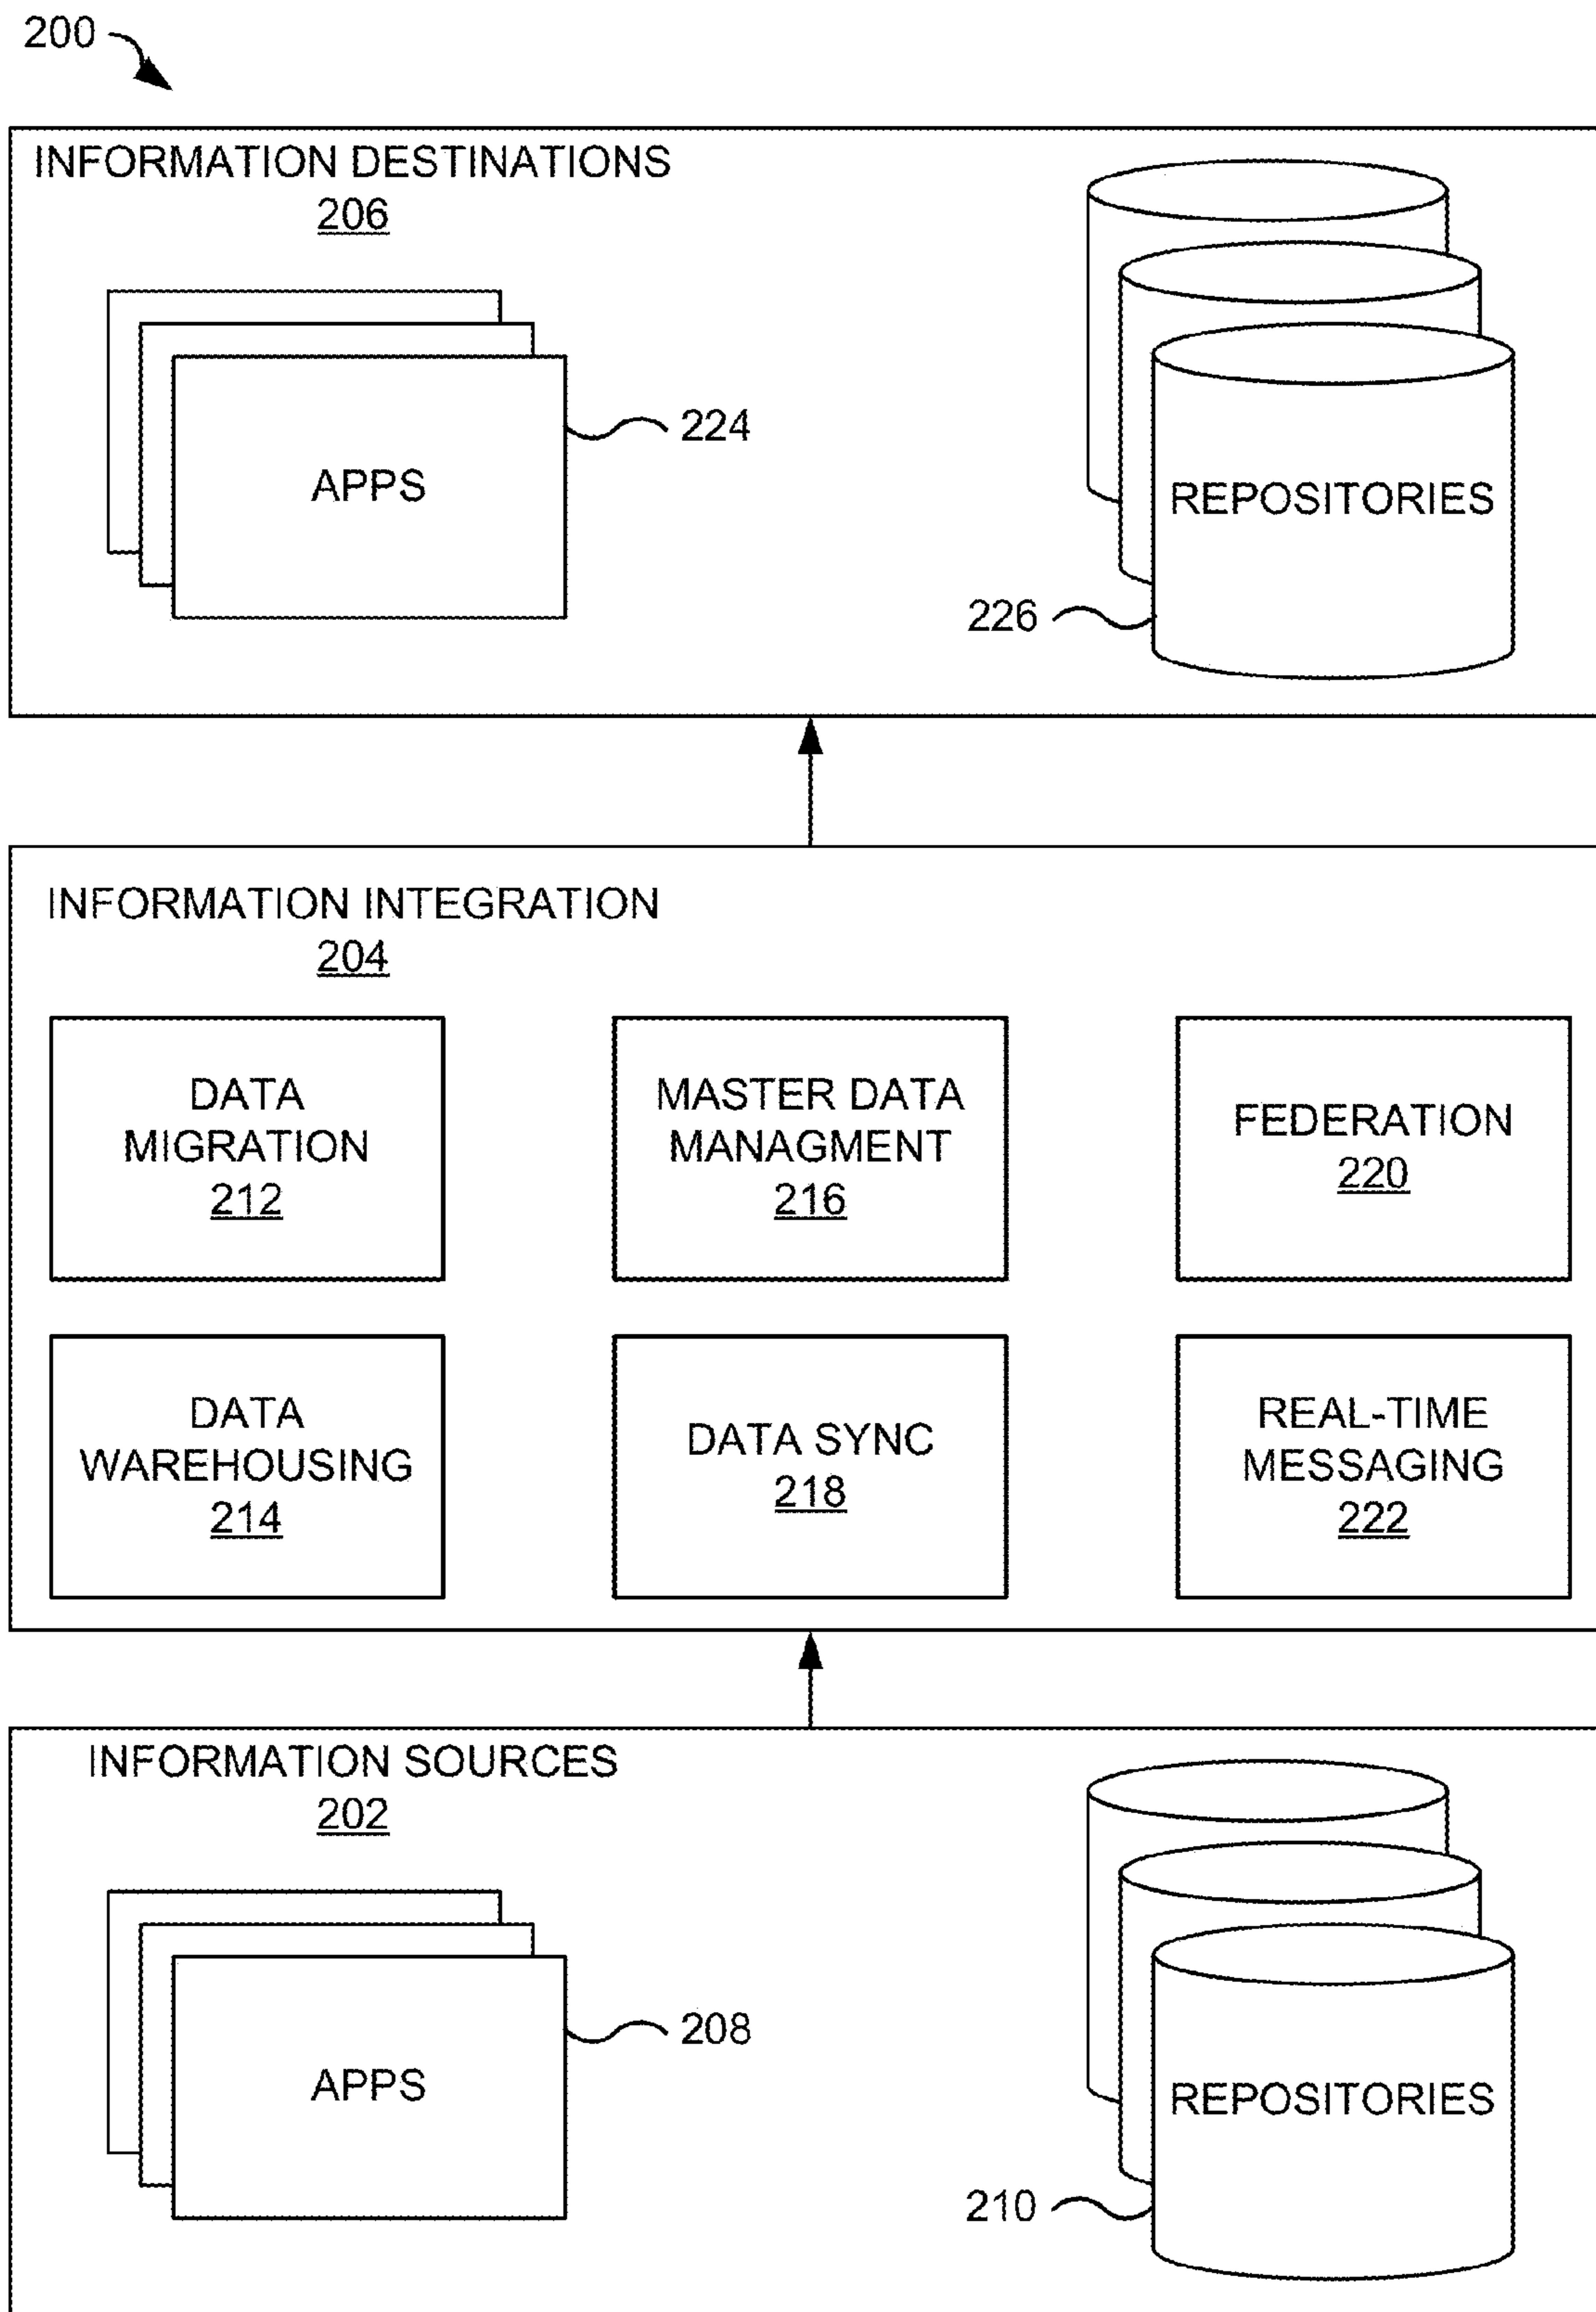 200
INFORMATION DESTINATIONS
206
APPS
224
REPOSITORIES
226
INFORMATION INTEGRATION
204
DATA
MIGRATION
212
MASTER DATA
MANAGMENT
216
FEDERATION
220
DATA
WAREHOUSING
214
DATA SYNC
218
REAL-TIME
MESSAGING
222
INFORMATION SOURCES
202
APPS
208
REPOSITORIES
210